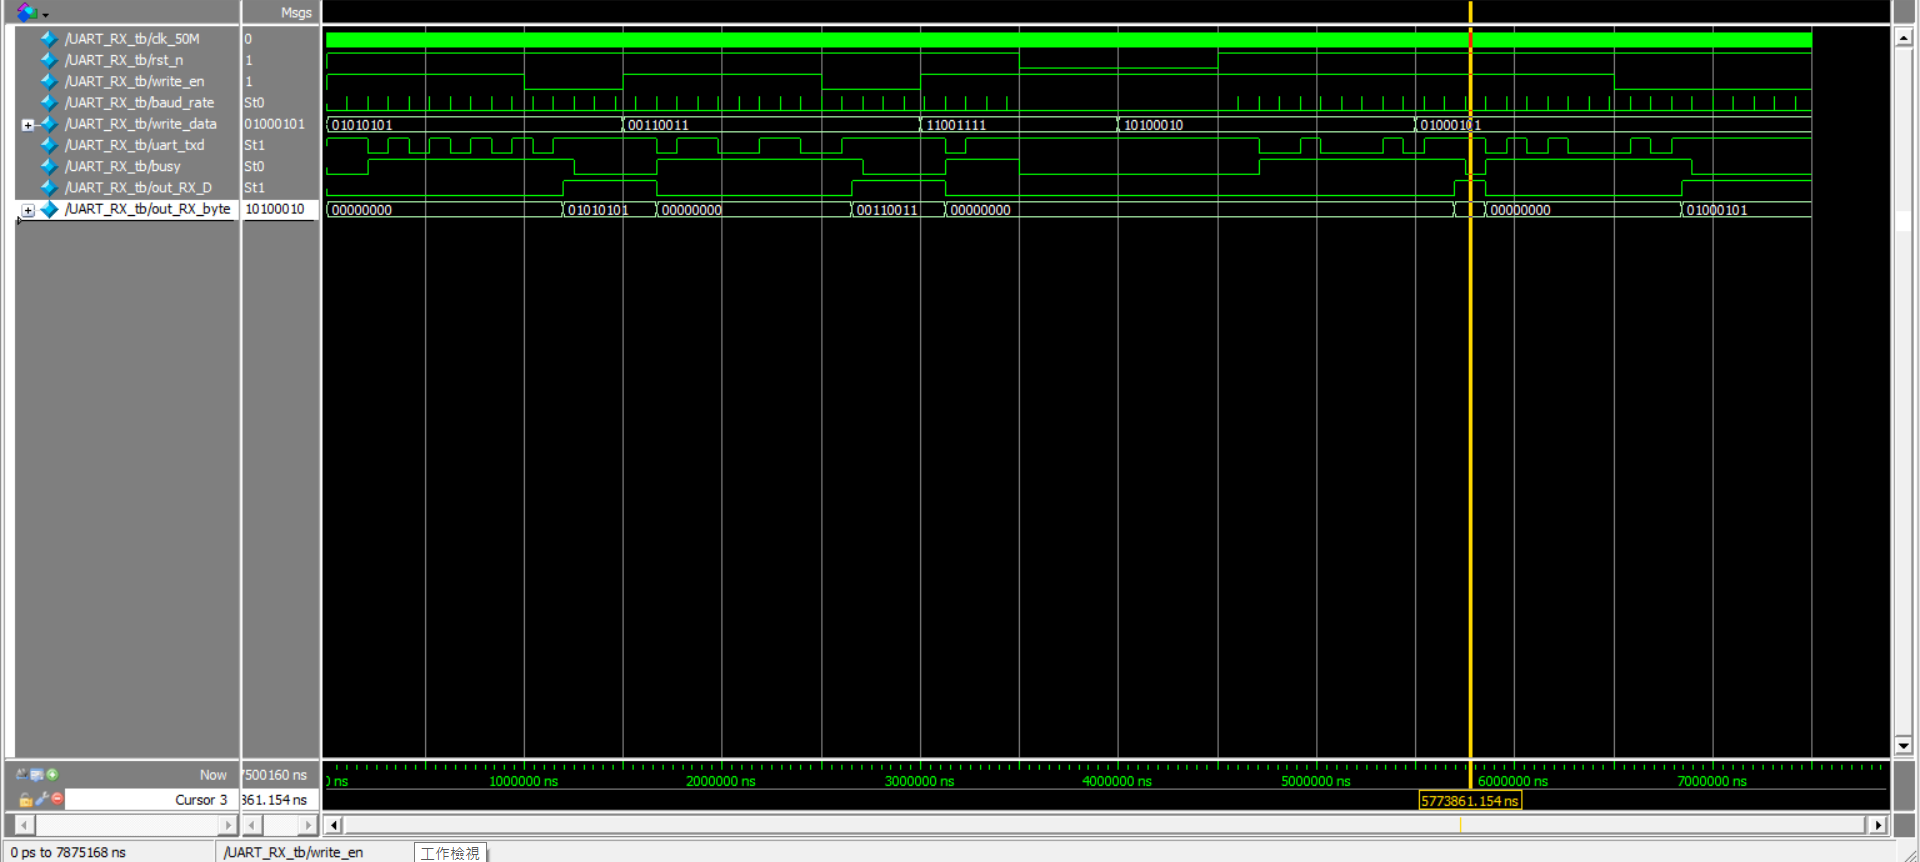 Msgs
/UART_RX_tb/clk_50M 0
/UART_RX_tb/rst_n 1
/UART_RX_tb/write_en 1
/UART_RX_tb/baud_rate St0
/UART_RX_tb/write_data 01000101 01010101 00110011 11001111 10100010 01000101
/UART_RX_tb/uart_txd St1
/UART_RX_tb/busy St0
/UART_RX_tb/out_RX_D St1
/UART_RX_tb/out_RX_byte 10100010 00000000 01010101 00000000 00110011 00000000 00000000 01000101
Now 7500160 ns 0 ns 1000000 ns 2000000 ns 3000000 ns 4000000 ns 5000000 ns 6000000 ns 7000000 ns
Cursor 3 361.154 ns 5773861.154 ns
0 ps to 7875168 ns /UART_RX_tb/write_en 工作檢視